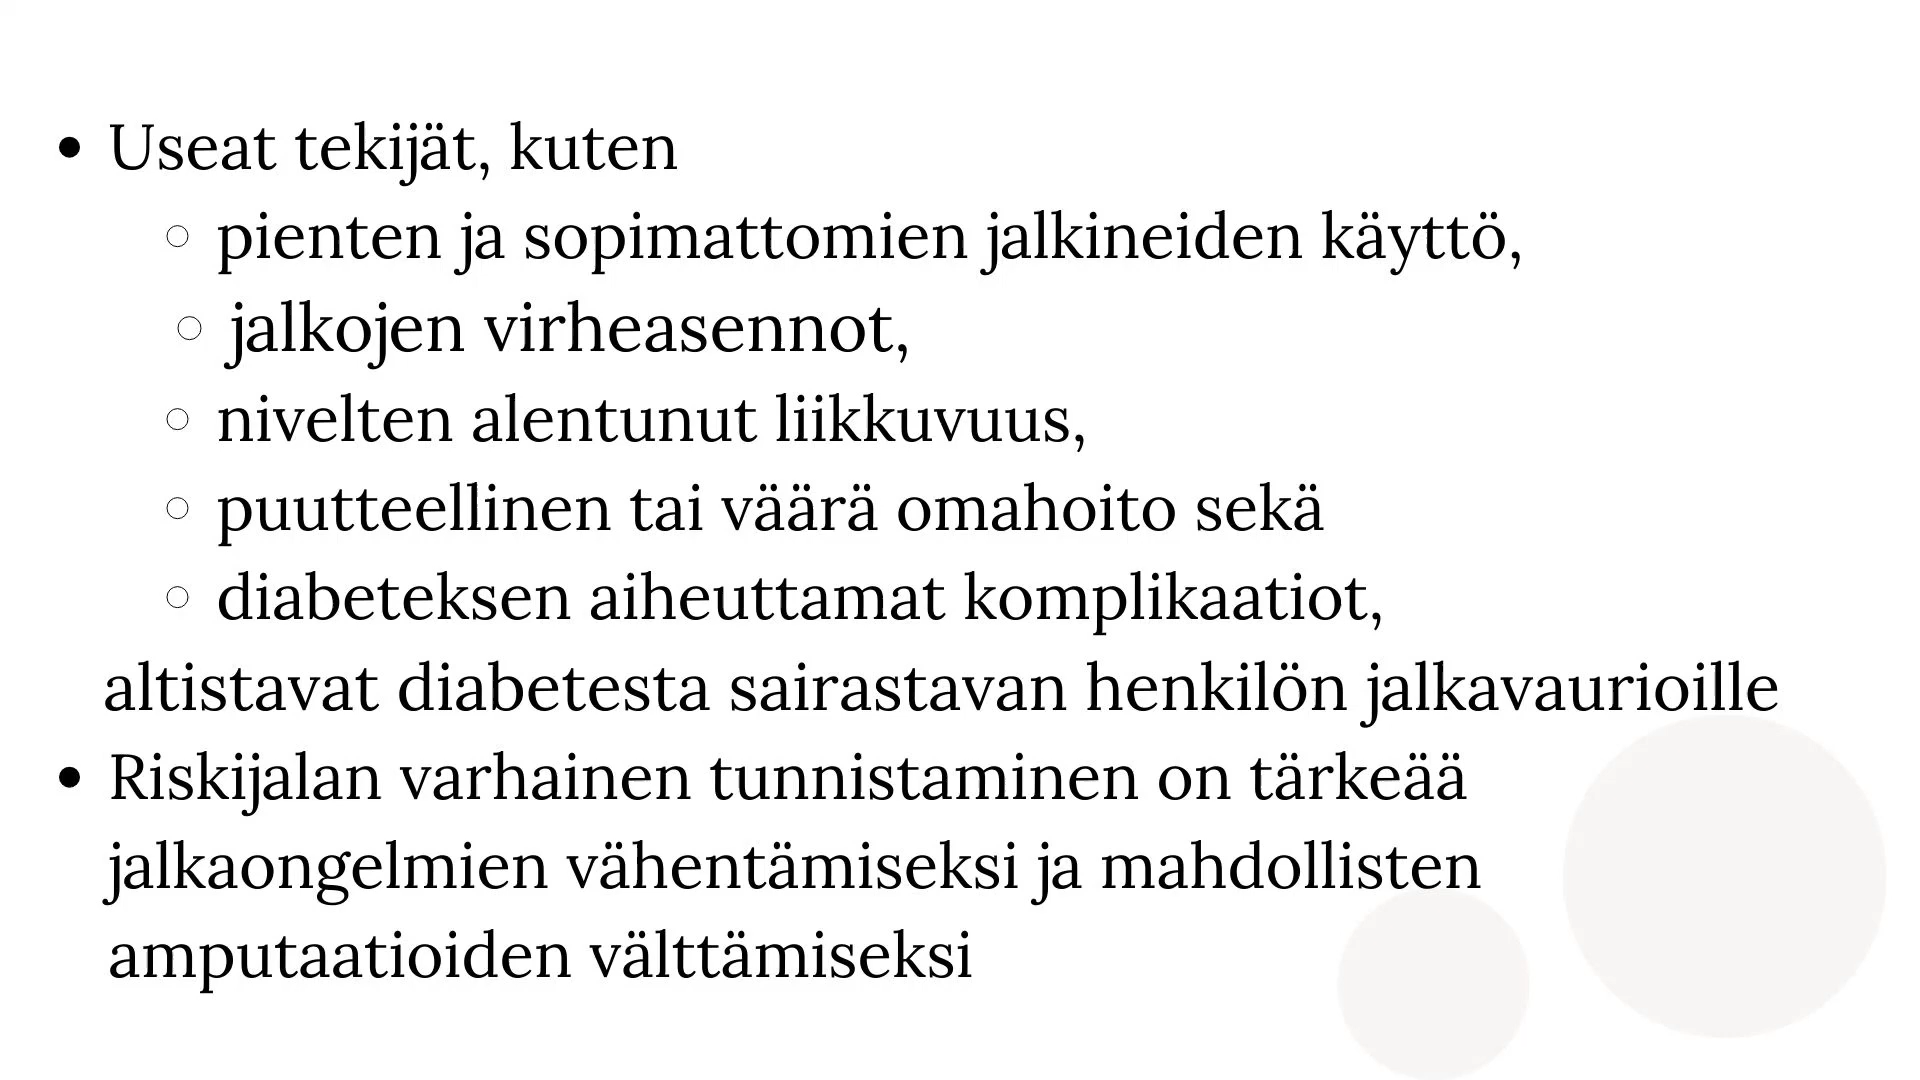 • Useat tekijät, kuten
○ pienten ja sopimattomien jalkineiden käyttö,
○ jalkojen virheasennot,
○ nivelten alentunut liikkuvuus,
○ puutteellinen tai väärä omahoito sekä
○ diabeteksen aiheuttamat komplikaatiot,
altistavat diabetesta sairastavan henkilön jalkavaurioille
• Riskijalan varhainen tunnistaminen on tärkeää
jalkaongelmien vähentämiseksi ja mahdollisten
amputaatioiden välttämiseksi